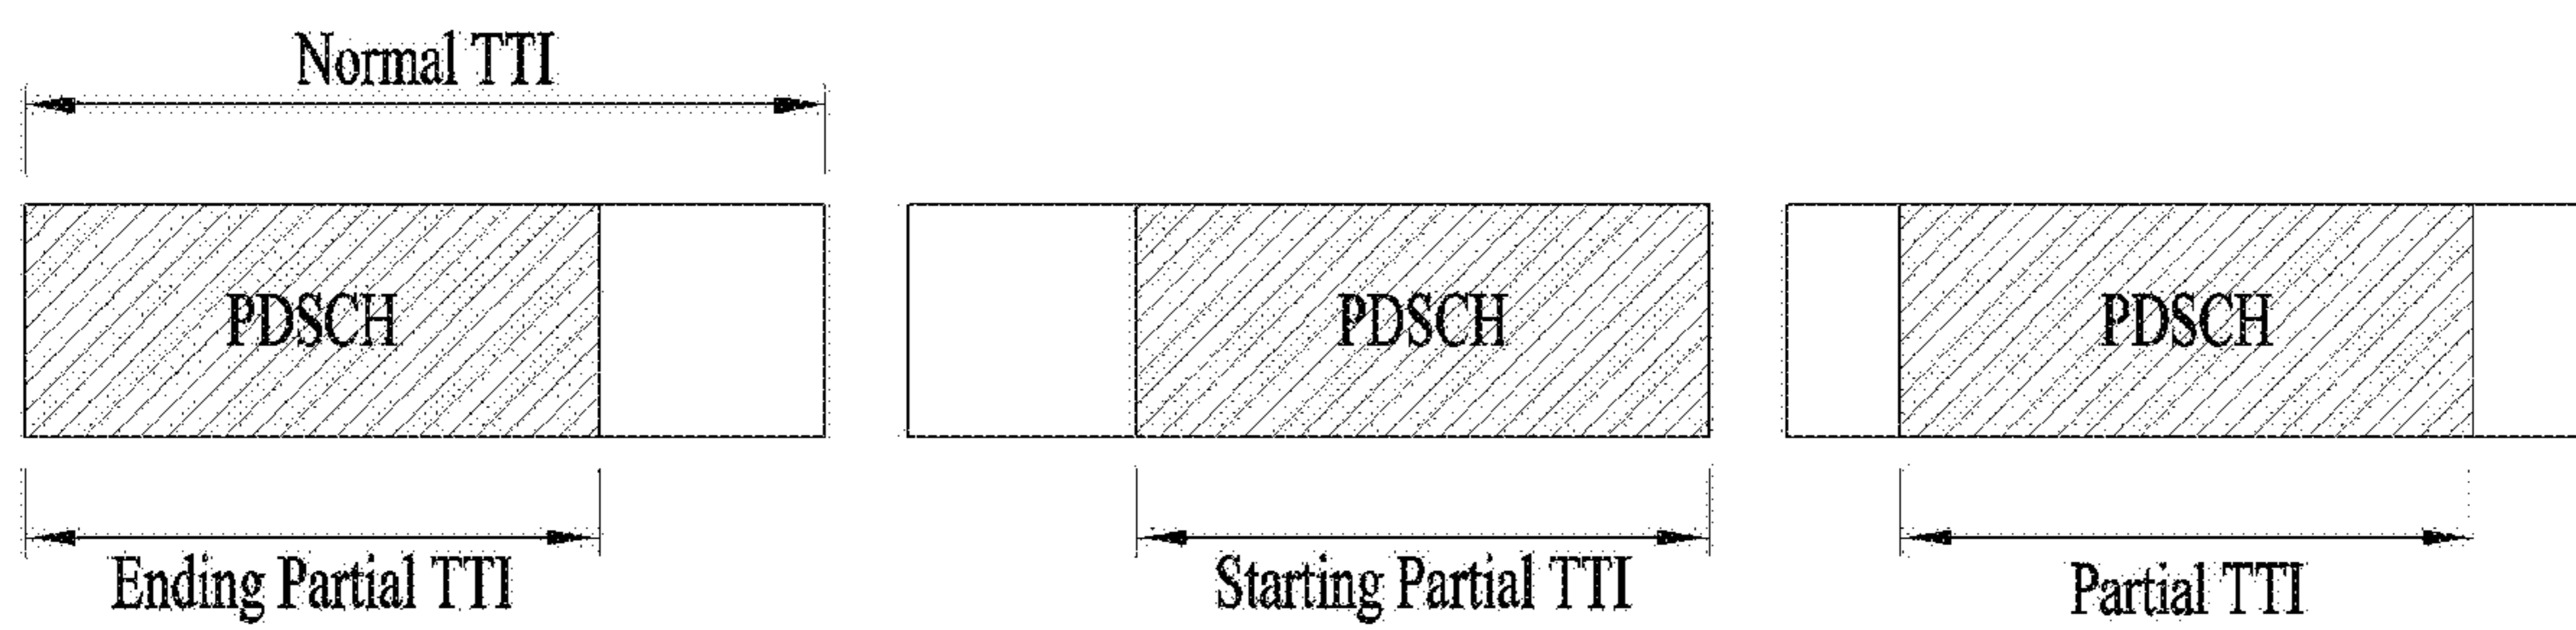 Normal TTI
PDSCH
PDSCH
PDSCH
Ending Partial TTI
Starting Partial TTI
Partial TTI